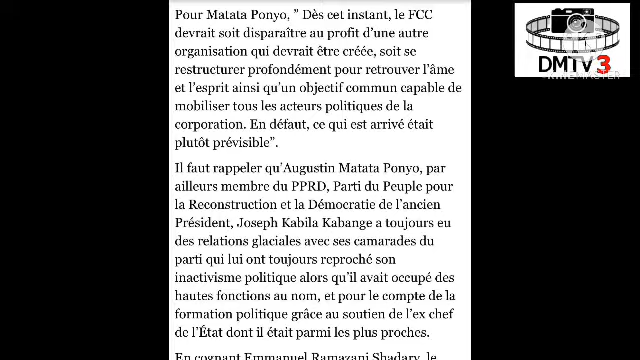 Pour Matata Ponyo, ” Dès cet instant, le FCC
devrait soit disparaître au profit d’une autre
organisation qui devrait être créée, soit se
restructurer profondément pour retrouver l’âme
et l’esprit ainsi qu’un objectif commun capable de
mobiliser tous les acteurs politiques de la
corporation. En défaut, ce qui est arrivé était
plutôt prévisible”.
Il faut rappeler qu’Augustin Matata Ponyo, par
ailleurs membre du PPRD, Parti du Peuple pour
la Reconstruction et la Démocratie de l’ancien
Président, Joseph Kabila Kabange a toujours eu
des relations glaciales avec ses camarades du
parti qui lui ont toujours reproché son
inactivisme politique alors qu’il avait occupé des
hautes fonctions au nom, et pour le compte de la
formation politique grâce au soutien de l’ex chef
de l’État dont il était parmi les plus proches.
En cognant Emmanuel Ramazani Shadary, le
DMTV3